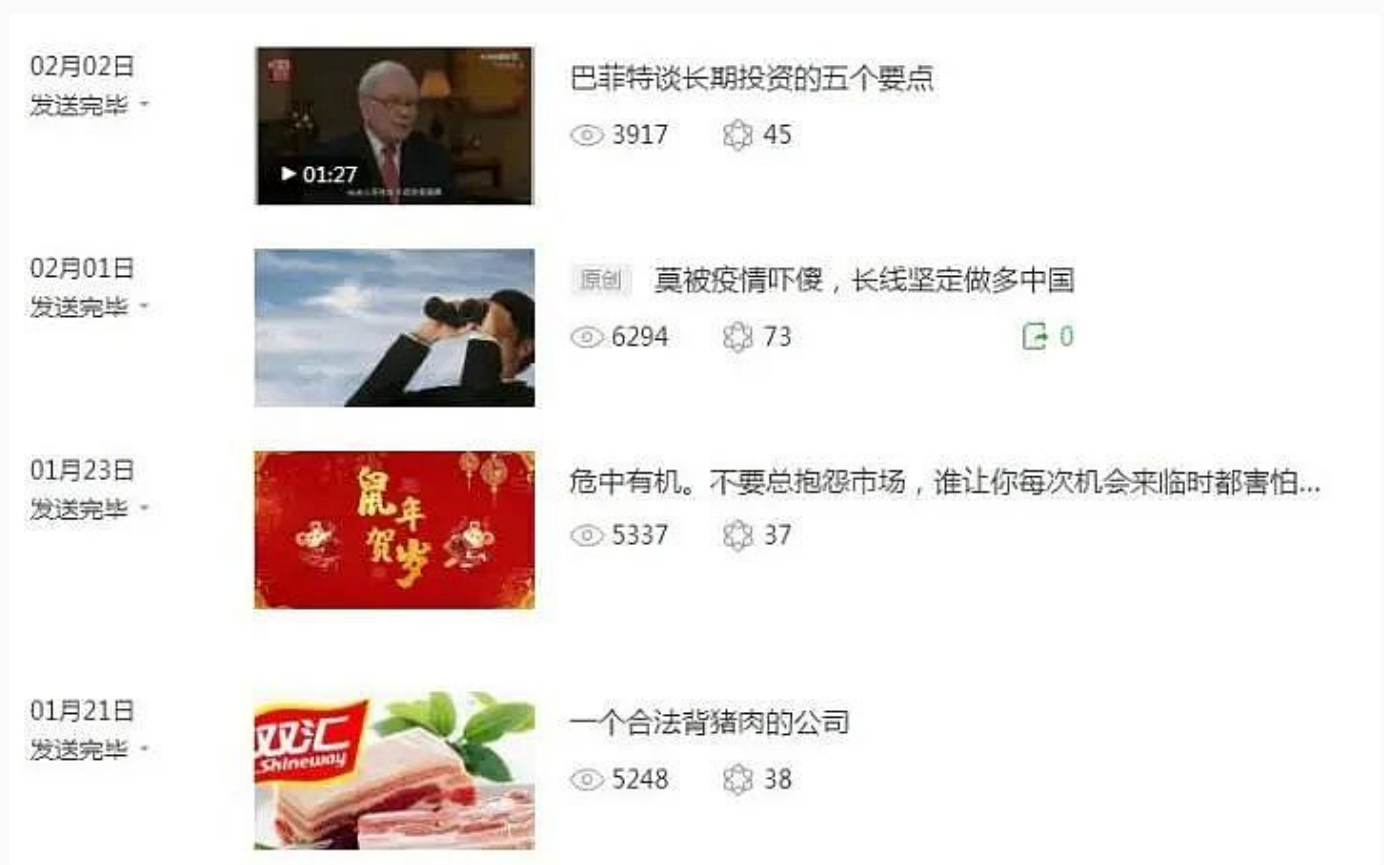 02月02日
发送完毕
01:27
巴菲特谈长期投资的五个要点
3917 45
02月01日
发送完毕
原创 莫被疫情吓傻，长线坚定做多中国
6294 73 0
01月23日
发送完毕
鼠年
贺岁
危中有机。不要总抱怨市场，谁让你每次机会来临时都害怕...
5337 37
01月21日
发送完毕
双汇
Shineway
一个合法背猪肉的公司
5248 38